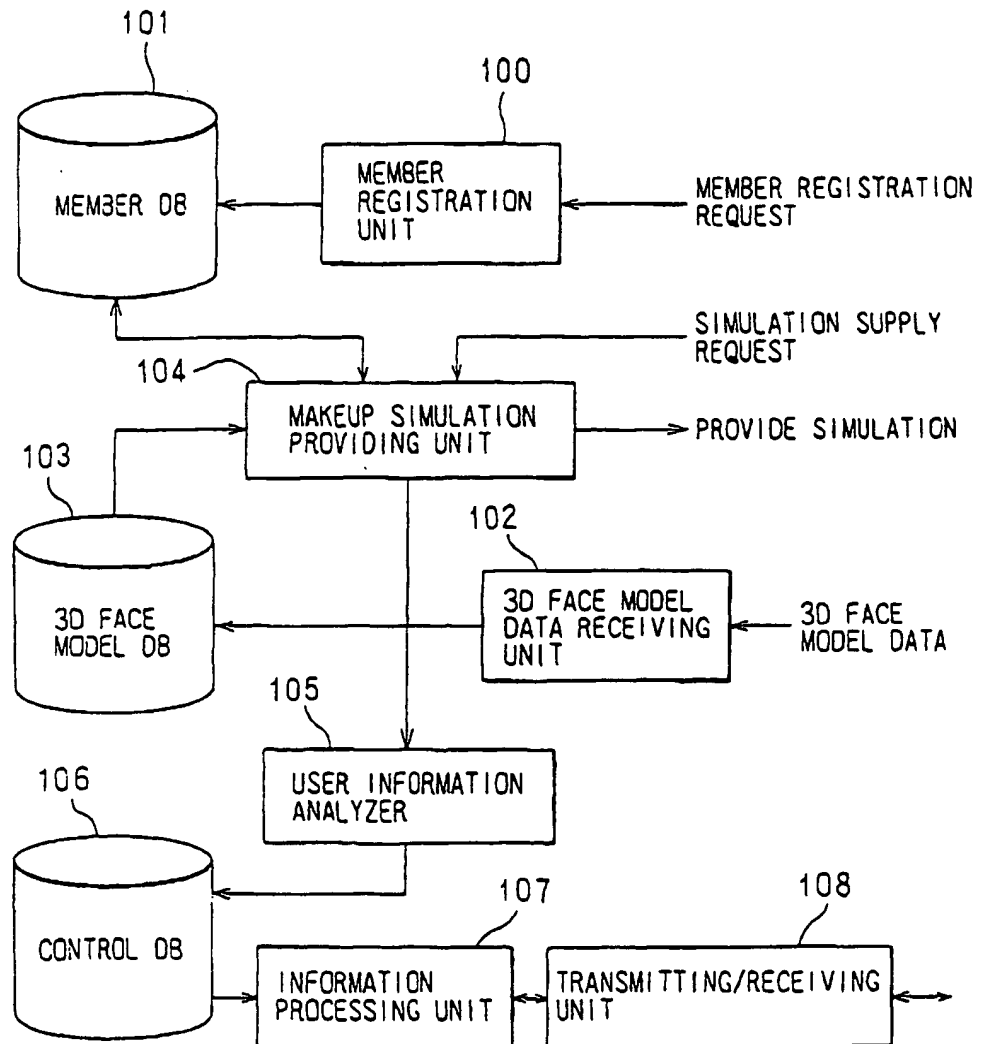 101
100
MEMBER DB
MEMBER
REGISTRATION
UNIT
MEMBER REGISTRATION
REQUEST
SIMULATION SUPPLY
REQUEST
104
MAKEUP SIMULATION
PROVIDING UNIT
PROVIDE SIMULATION
103
102
3D FACE
MODEL DB
3D FACE MODEL
DATA RECEIVING
UNIT
3D FACE
MODEL DATA
105
USER INFORMATION
ANALYZER
106
107
108
CONTROL DB
INFORMATION
PROCESSING UNIT
TRANSMITTING/RECEIVING
UNIT